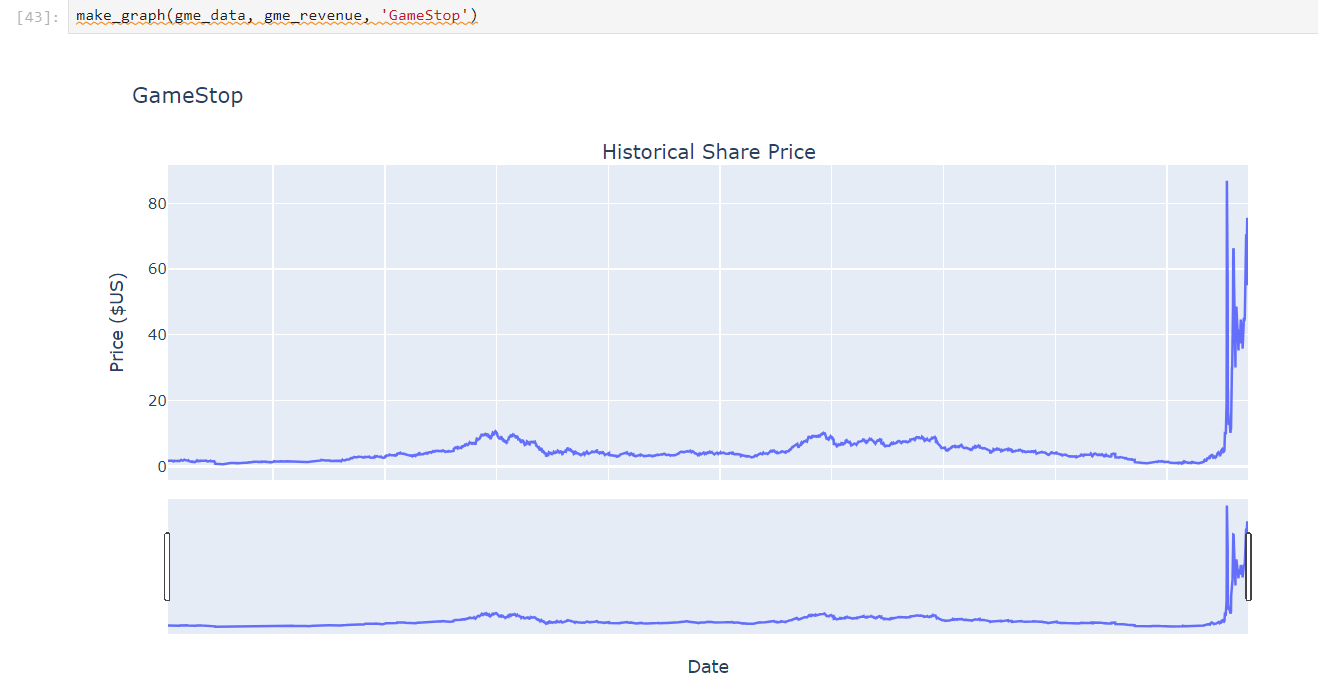 [43]: make_graph(gme_data, gme_revenue, 'GameStop')
GameStop
Historical Share Price
80
60
40
20
0
Price ($US)
Date